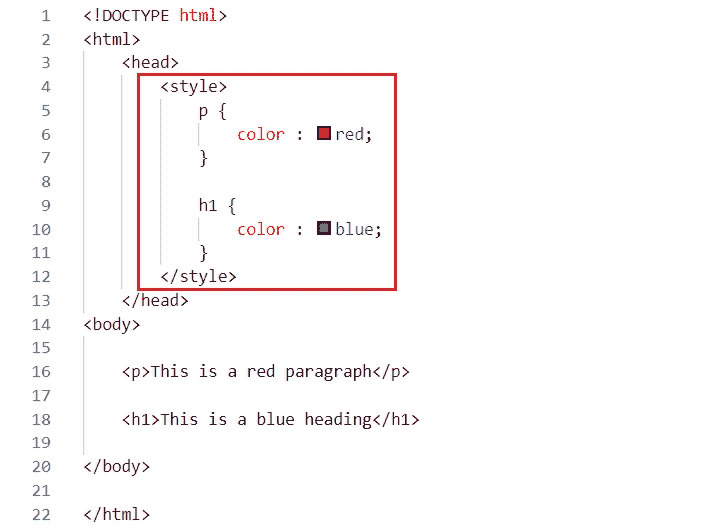 1 <!DOCTYPE html>
2 <html>
3     <head>
4         <style>
5             p {
6                 color : red;
7             }
8
9             h1 {
10                 color : blue;
11             }
12         </style>
13     </head>
14 <body>
15
16     <p>This is a red paragraph</p>
17
18     <h1>This is a blue heading</h1>
19
20 </body>
21
22 </html>